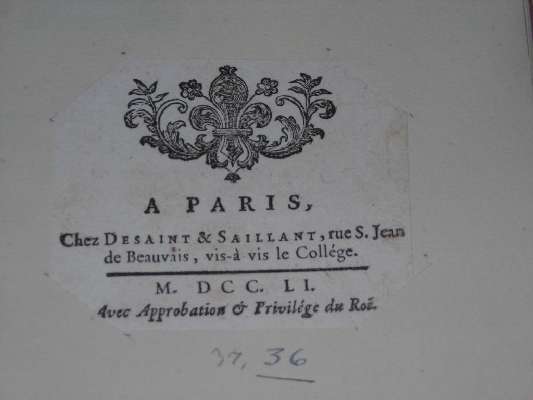 A PARIS,
Chez DESAINT & SAILLANT, rue S. Jean
de Beauvais, vis-à vis le Collége.
M. DCC. LI.
Avec Approbation & Privilége du Roi.
37, 36